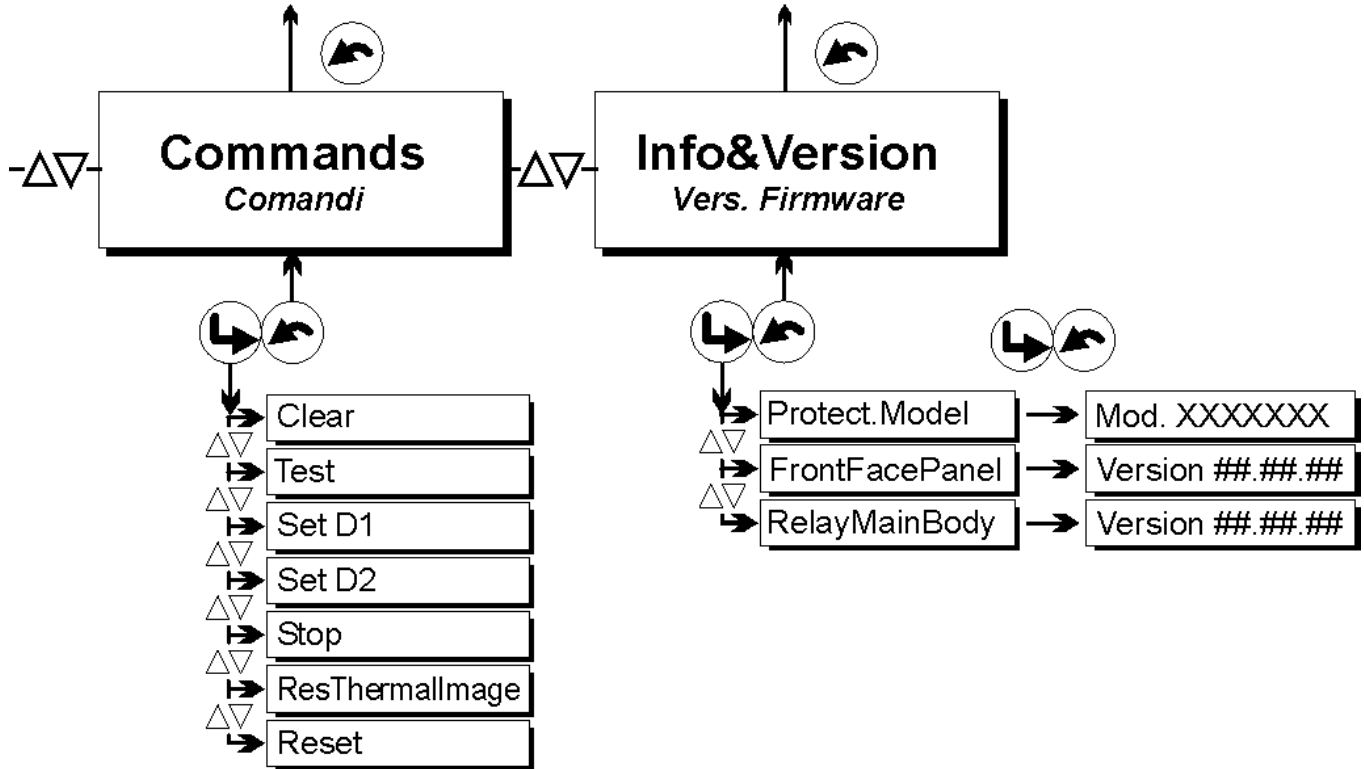 Commands
Comandi
Info&Version
Vers. Firmware
Clear
Test
Set D1
Set D2
Stop
ResThermalImage
Reset
Protect.Model
Mod. XXXXXXX
FrontFacePanel
Version ##.##.##
RelayMainBody
Version ##.##.##